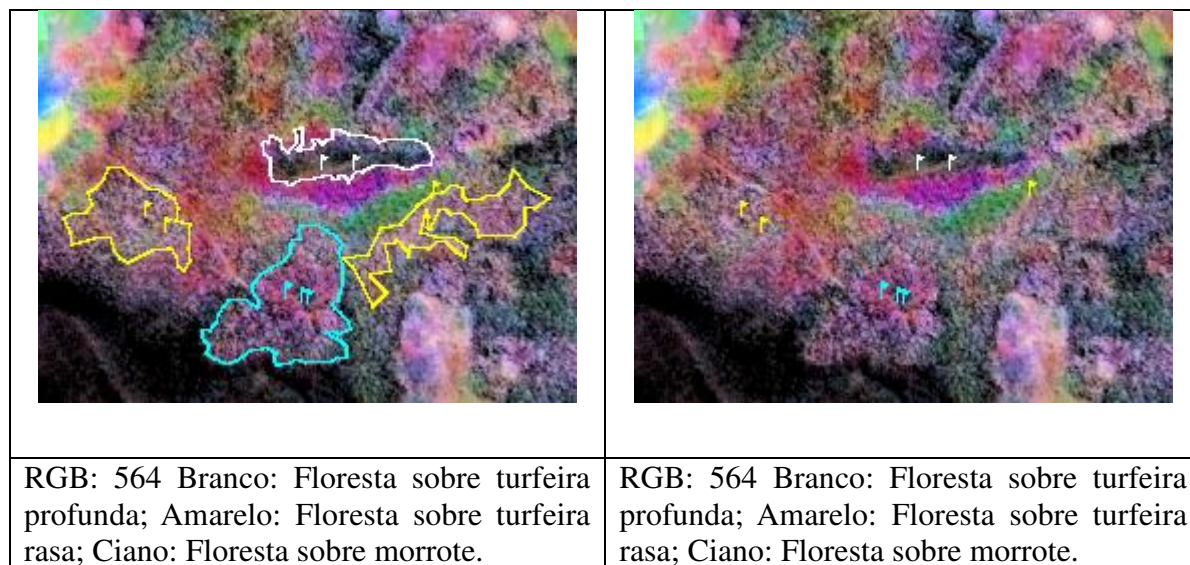 RGB: 564 Branco: Floresta sobre turfeira
profunda; Amarelo: Floresta sobre turfeira
rasa; Ciano: Floresta sobre morrote.
RGB: 564 Branco: Floresta sobre turfeira
profunda; Amarelo: Floresta sobre turfeira
rasa; Ciano: Floresta sobre morrote.